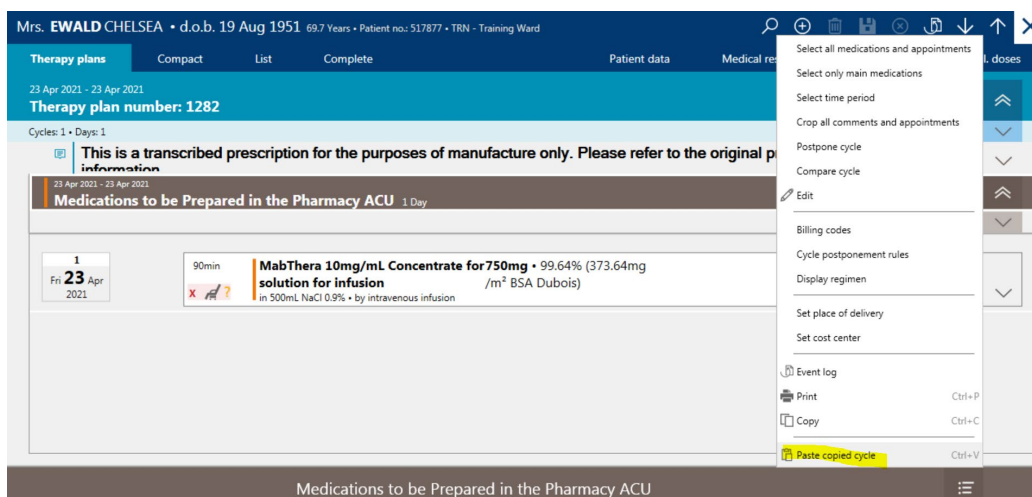 Mrs. EWALD CHELSEA • d.o.b. 19 Aug 1951 69.7 Years • Patient no.: 517877 • TRN - Training Ward
Therapy plans Compact List Complete Patient data Medical re l. doses
23 Apr 2021 - 23 Apr 2021
Therapy plan number: 1282
Cycles: 1 • Days: 1
This is a transcribed prescription for the purposes of manufacture only. Please refer to the original p
information
23 Apr 2021 - 23 Apr 2021
Medications to be Prepared in the Pharmacy ACU 1 Day
1
Fri 23 Apr
2021
90min
x ?
MabThera 10mg/mL Concentrate for 750mg • 99.64% (373.64mg
solution for infusion /m² BSA Dubois)
in 500mL NaCl 0.9% • by intravenous infusion
Select all medications and appointments
Select only main medications
Select time period
Crop all comments and appointments
Postpone cycle
Compare cycle
Edit
Billing codes
Cycle postponement rules
Display regimen
Set place of delivery
Set cost center
Event log
Print Ctrl+P
Copy Ctrl+C
Paste copied cycle Ctrl+V
Medications to be Prepared in the Pharmacy ACU